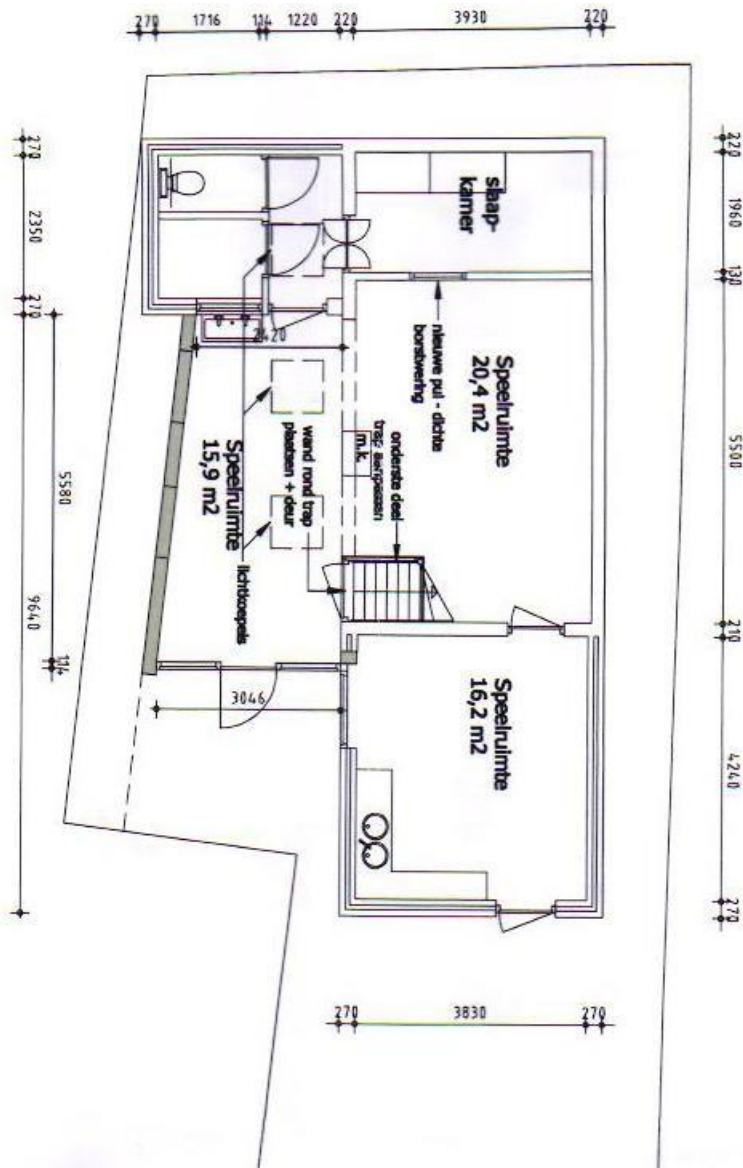 270 1716 114 1220 220 3930 220
270
2350
270
5580
9640
114
220
1960
130
5500
210
4240
270
slaap-
kamer
nieuwe pui - dichte
borstwering
Speelruimte
20,4 m2
2420
onderste deel
trap aanpassen
m.k.
wand rond trap
plaatsen + deur
Speelruimte
15,9 m2
lichtkoepels
3046
Speelruimte
16,2 m2
270 3830 270